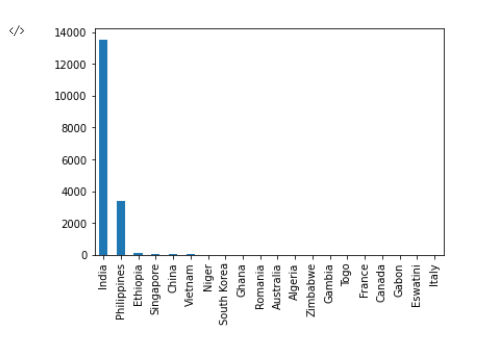 </>
14000
12000
10000
8000
6000
4000
2000
0
India
Philippines
Ethiopia
Singapore
China
Vietnam
Niger
South Korea
Ghana
Romania
Australia
Algeria
Zimbabwe
Gambia
Togo
France
Canada
Gabon
Eswatini
Italy